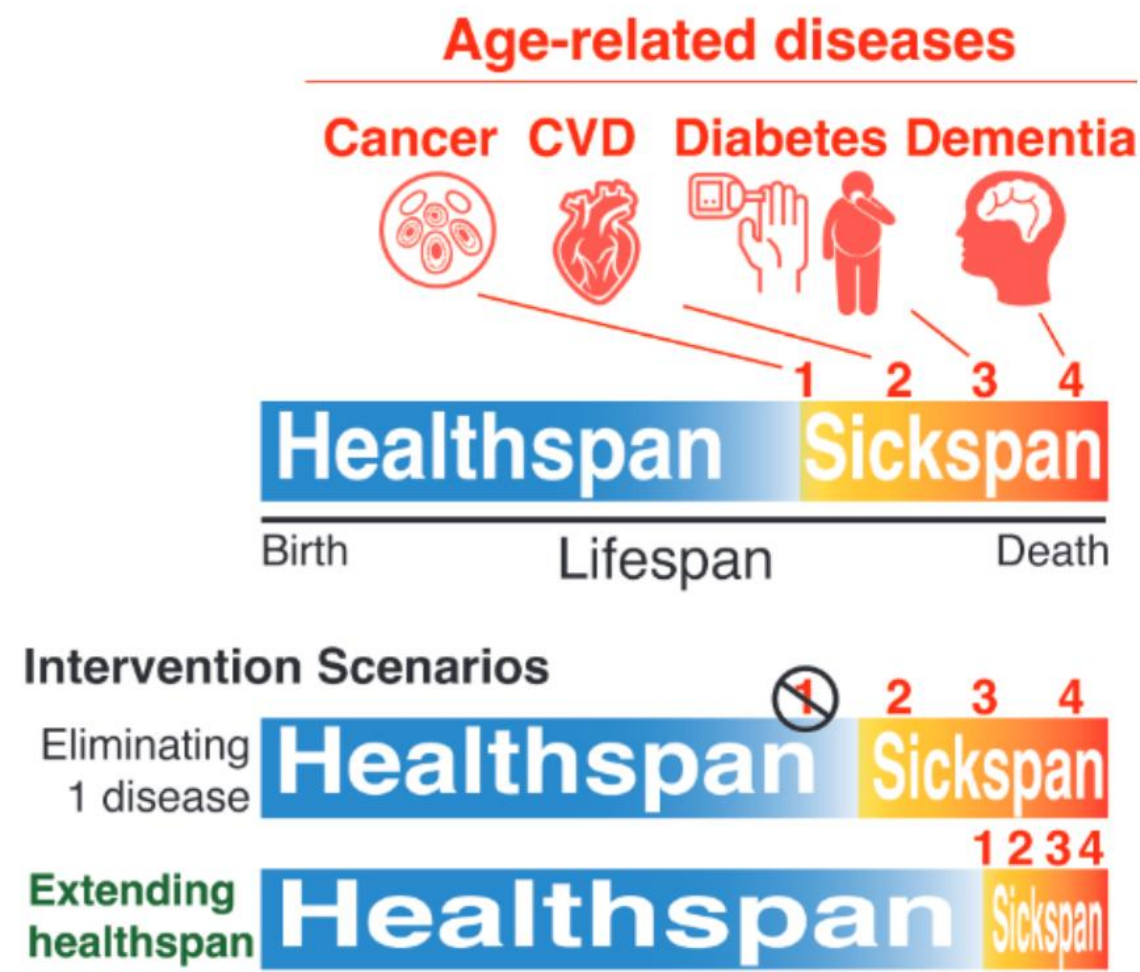 Age-related diseases
Cancer CVD Diabetes Dementia
1 2 3 4
Healthspan Sickspan
Birth Lifespan Death
Intervention Scenarios
1 2 3 4
Eliminating
1 disease
Healthspan Sickspan
1 2 3 4
Extending
healthspan
Healthspan Sickspan